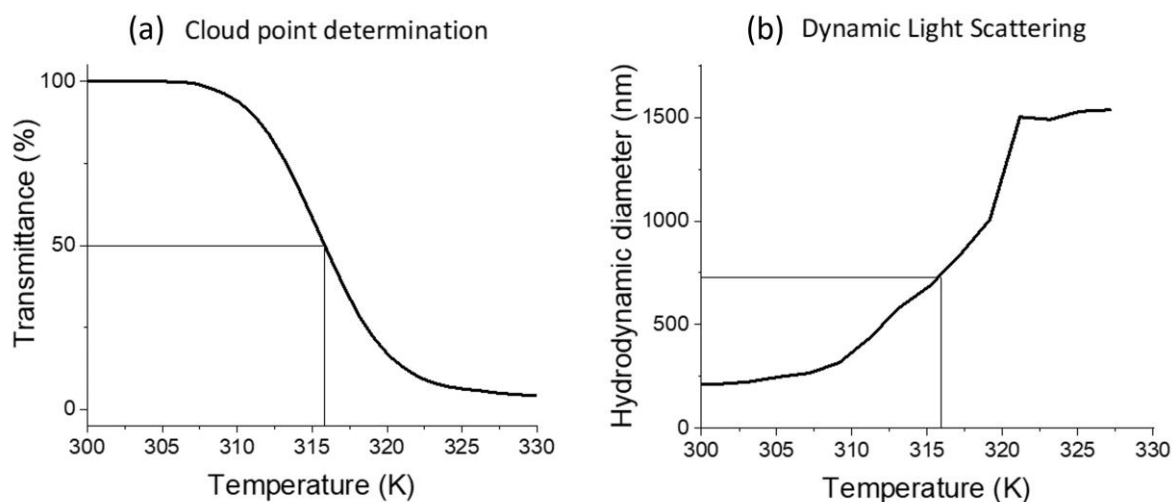 (a) Cloud point determination
100
50
0
Transmittance (%)
300 305 310 315 320 325 330
Temperature (K)
(b) Dynamic Light Scattering
1500
1000
500
0
Hydrodynamic diameter (nm)
300 305 310 315 320 325 330
Temperature (K)